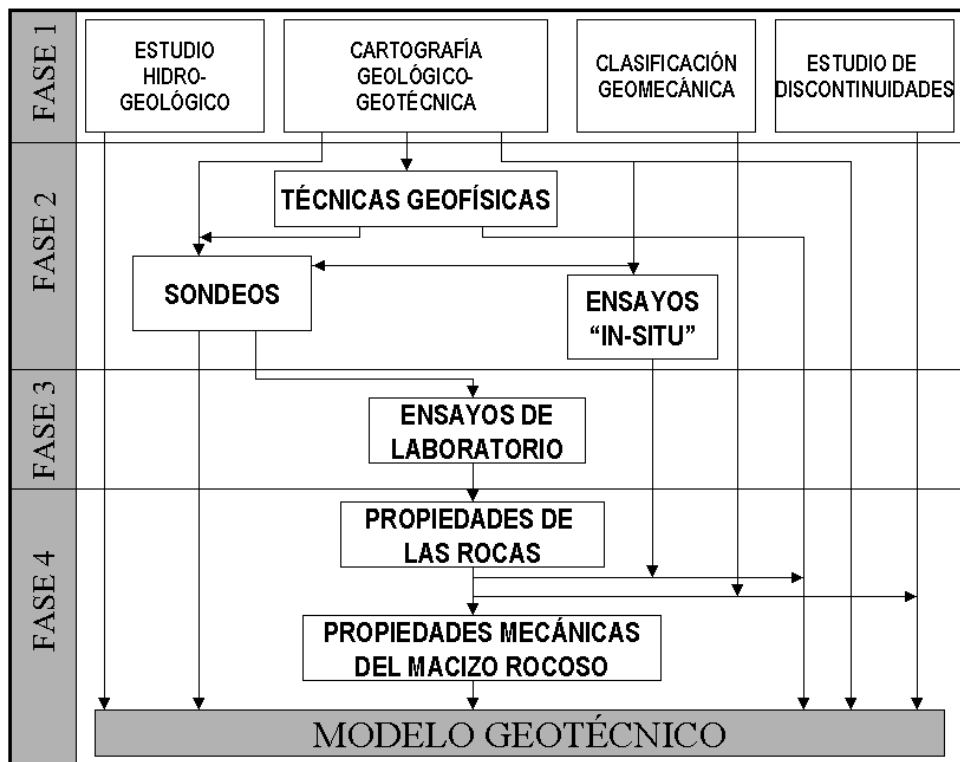 FASE 1
ESTUDIO
HIDRO-
GEOLÓGICO
CARTOGRAFÍA
GEOLÓGICO-
GEOTÉCNICA
CLASIFICACIÓN
GEOMECÁNICA
ESTUDIO DE
DISCONTINUIDADES
FASE 2
TÉCNICAS GEOFÍSICAS
SONDEOS
ENSAYOS
“IN-SITU”
FASE 3
ENSAYOS DE
LABORATORIO
FASE 4
PROPIEDADES DE
LAS ROCAS
PROPIEDADES MECÁNICAS
DEL MACIZO ROCOSO
MODELO GEOTÉCNICO